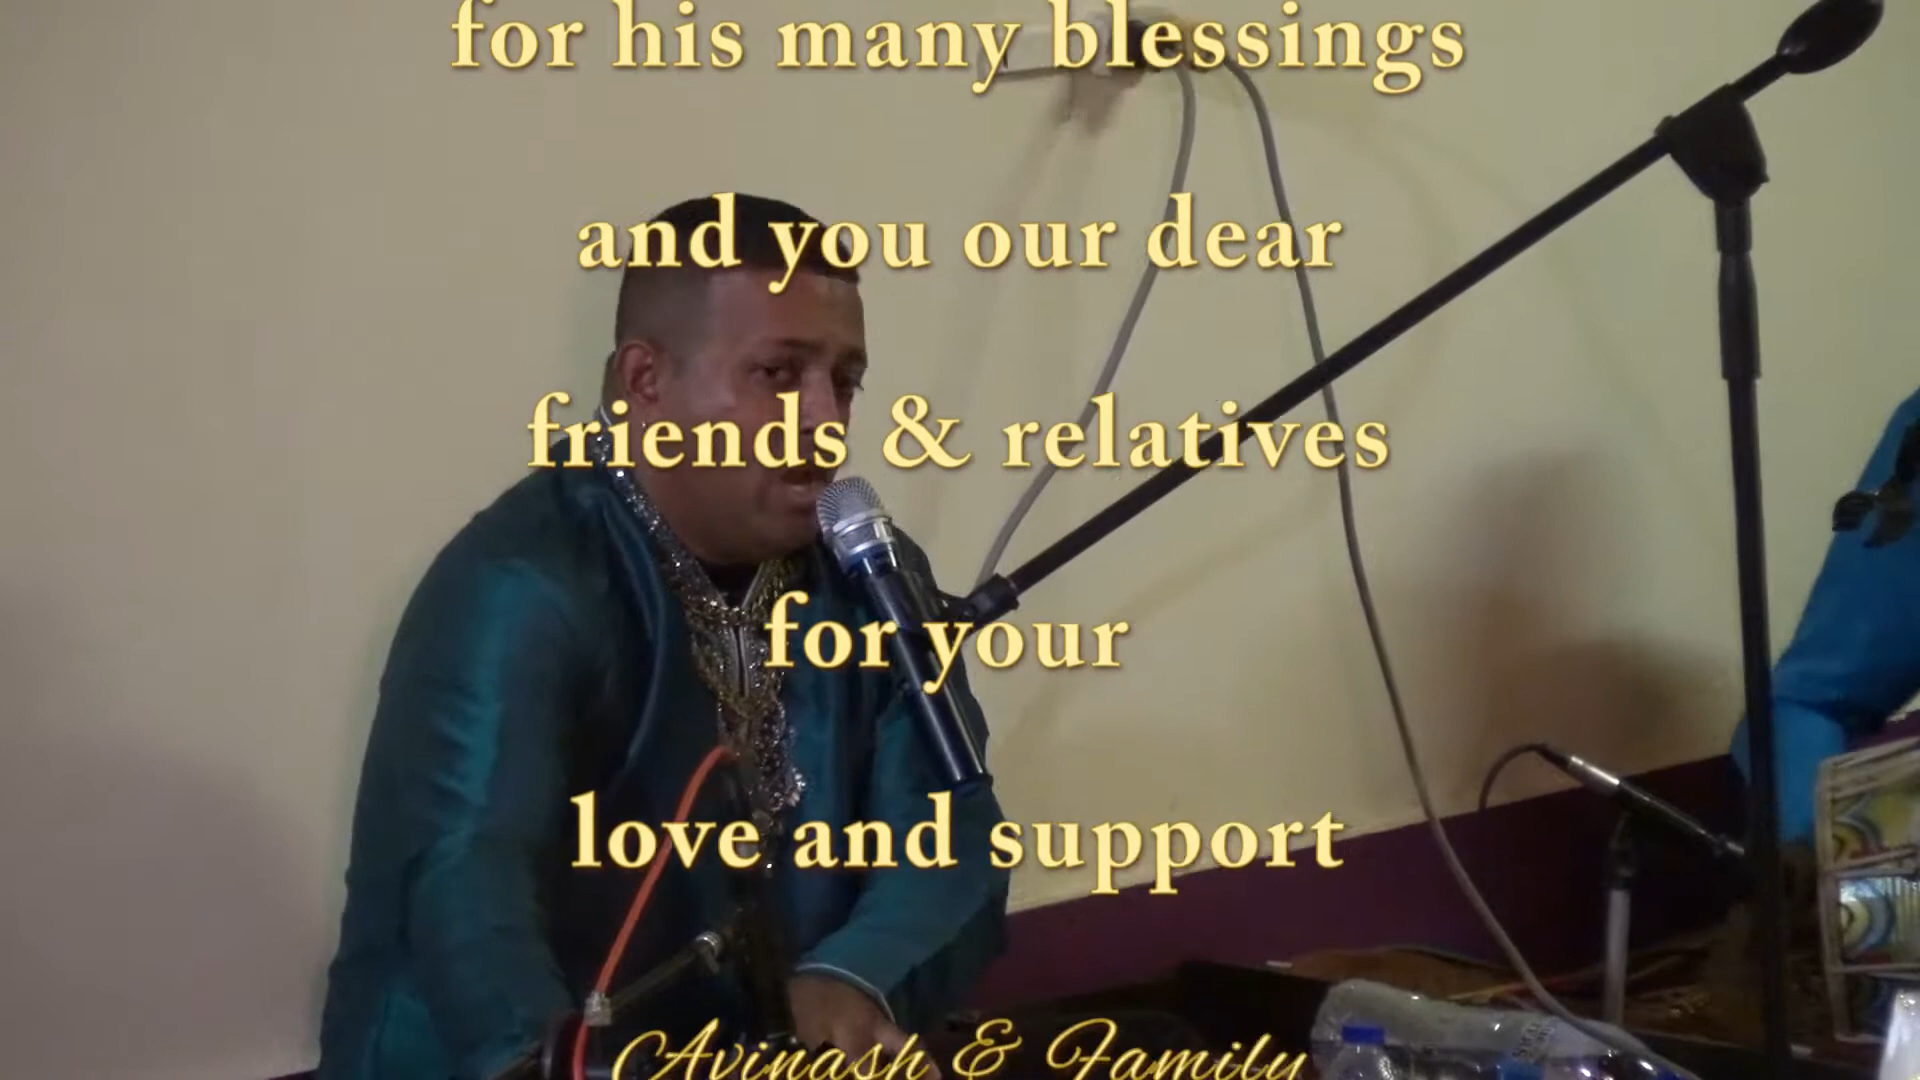 for his many blessings
and you our dear
friends & relatives
for your
love and support
Avinash & Family